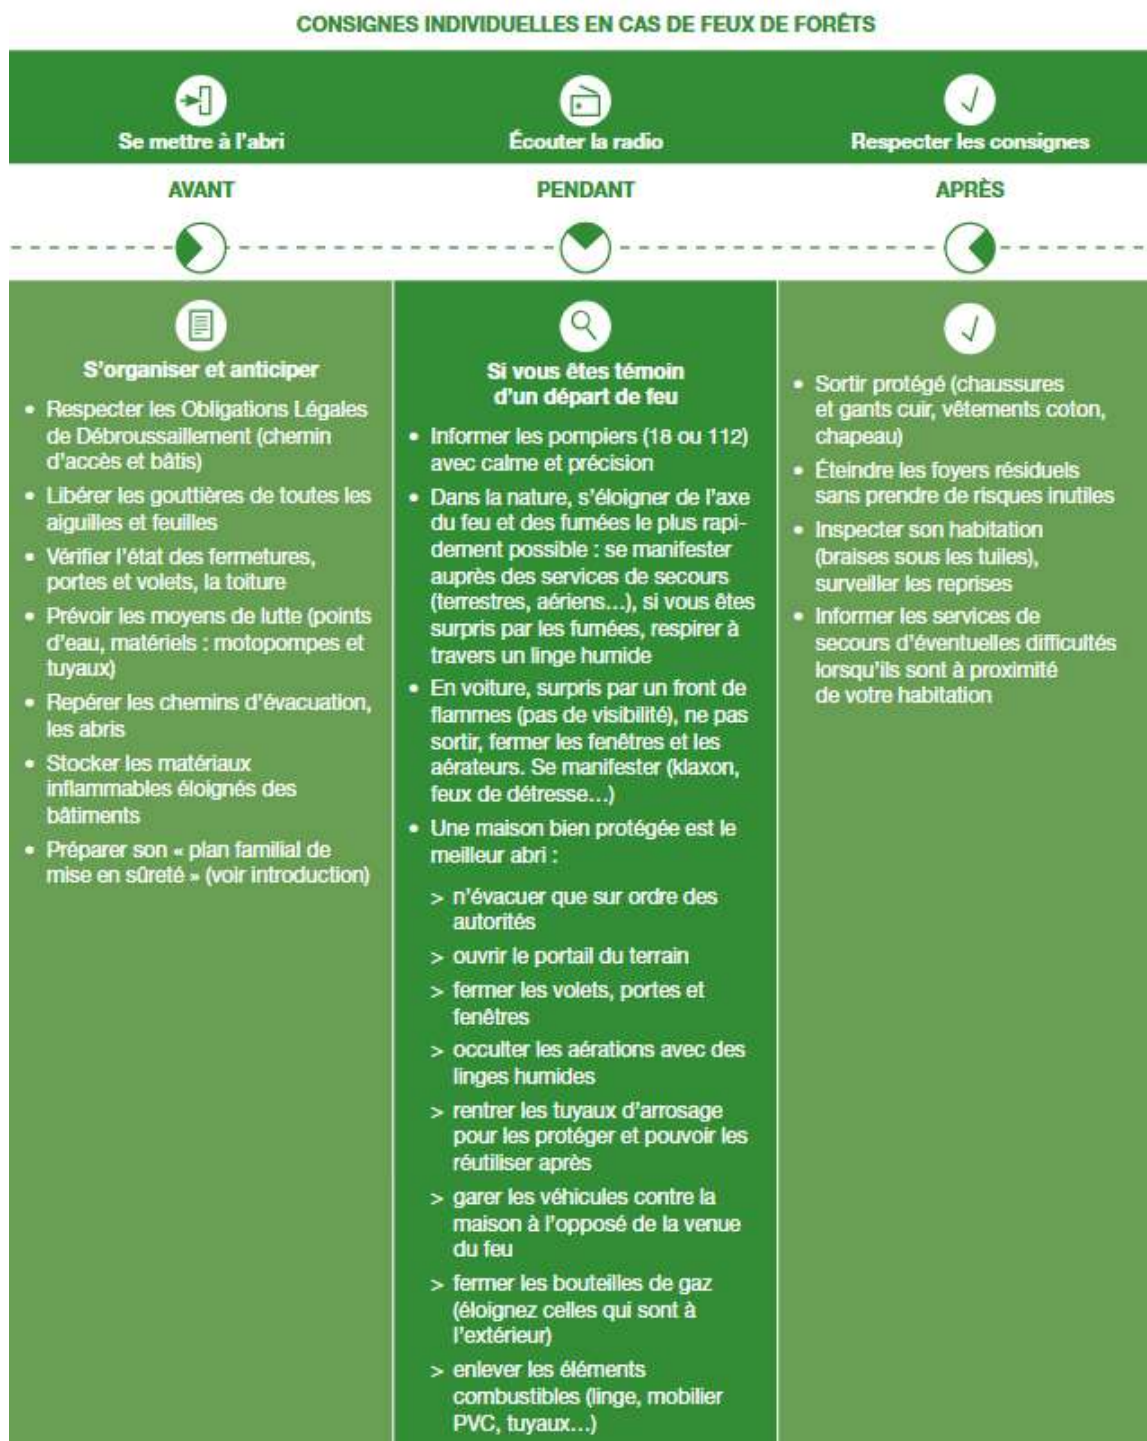 CONSIGNES INDIVIDUELLES EN CAS DE FEUX DE FORÊTS
Se mettre à l'abri
Écouter la radio
Respecter les consignes
AVANT
PENDANT
APRÈS
S'organiser et anticiper
• Respecter les Obligations Légales
de Débroussaillement (chemin
d'accès et bâtis)
• Libérer les gouttières de toutes les
aiguilles et feuilles
• Vérifier l'état des fermetures,
portes et volets, la toiture
• Prévoir les moyens de lutte (points
d'eau, matériels : motopompes et
tuyaux)
• Repérer les chemins d'évacuation,
les abris
• Stocker les matériaux
inflammables éloignés des
bâtiments
• Préparer son « plan familial de
mise en sûreté » (voir introduction)
Si vous êtes témoin
d'un départ de feu
• Informer les pompiers (18 ou 112)
avec calme et précision
• Dans la nature, s'éloigner de l'axe
du feu et des fumées le plus rapi-
dement possible : se manifester
auprès des services de secours
(terrestres, aériens…), si vous êtes
surpris par les fumées, respirer à
travers un linge humide
• En voiture, surpris par un front de
flammes (pas de visibilité), ne pas
sortir, fermer les fenêtres et les
aérateurs. Se manifester (klaxon,
feux de détresse…)
• Une maison bien protégée est le
meilleur abri :
> n'évacuer que sur ordre des
autorités
> ouvrir le portail du terrain
> fermer les volets, portes et
fenêtres
> occulter les aérations avec des
linges humides
> rentrer les tuyaux d'arrosage
pour les protéger et pouvoir les
réutiliser après
> garer les véhicules contre la
maison à l'opposé de la venue
du feu
> fermer les bouteilles de gaz
(éloignez celles qui sont à
l'extérieur)
> enlever les éléments
combustibles (linge, mobilier
PVC, tuyaux…)
• Sortir protégé (chaussures
et gants cuir, vêtements coton,
chapeau)
• Éteindre les foyers résiduels
sans prendre de risques inutiles
• Inspecter son habitation
(braises sous les tuiles),
surveiller les reprises
• Informer les services de
secours d'éventuelles difficultés
lorsqu'ils sont à proximité
de votre habitation